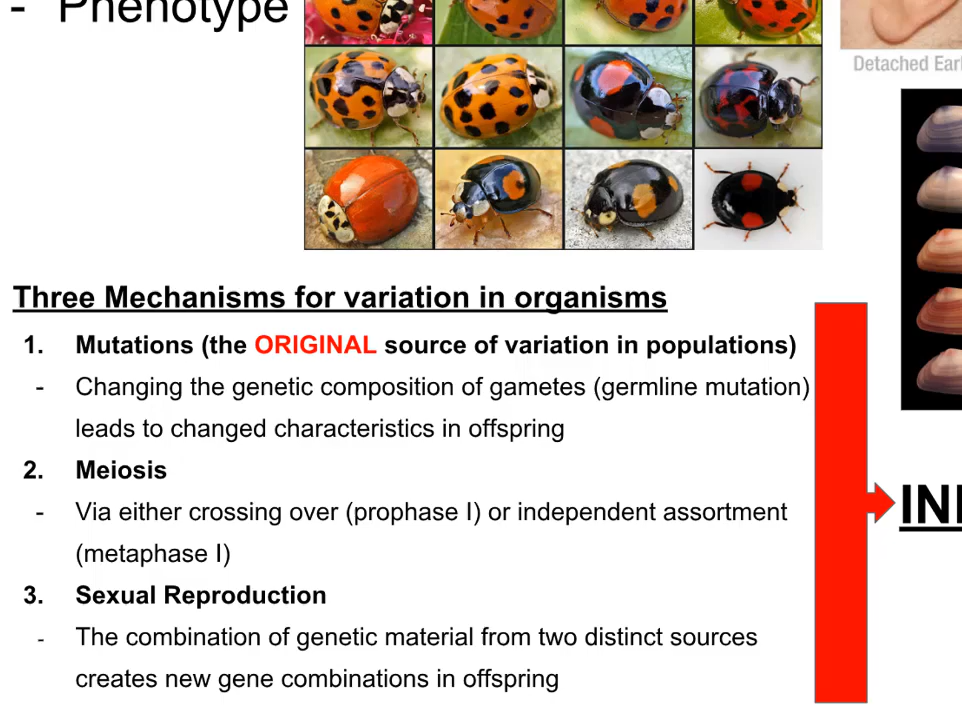 - Phenotype
Detached Earl
Three Mechanisms for variation in organisms
1. Mutations (the ORIGINAL source of variation in populations)
- Changing the genetic composition of gametes (germline mutation)
leads to changed characteristics in offspring
2. Meiosis
- Via either crossing over (prophase I) or independent assortment
(metaphase I)
3. Sexual Reproduction
- The combination of genetic material from two distinct sources
creates new gene combinations in offspring